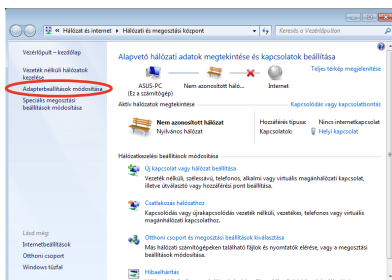 « Hálózat és internet ▸ Hálózati és megosztási központ
Keresés a Vezérlőpulton
Vezérlőpult – kezdőlap
Vezeték nélküli hálózatok kezelése
Adapterbeállítások módosítása
Speciális megosztási beállítások módosítása
Lásd még
Internetbeállítások
Otthoni csoport
Windows tűzfal
Alapvető hálózati adatok megtekintése és kapcsolatok beállítása
Teljes térkép megjelenítése
ASUS-PC
(Ez a számítógép)
Nem azonosított háló...
Internet
Aktív hálózatok megtekintése
Kapcsolódás vagy kapcsolatbontás
Nem azonosított hálózat
Nyilvános hálózat
Hozzáférés típusa: Nincs internetkapcsolat
Kapcsolatok: Helyi kapcsolat
Hálózatkezelési beállítások módosítása
Új kapcsolat vagy hálózat beállítása
Vezeték nélküli, szélessávú, telefonos, alkalmi vagy virtuális magánhálózati kapcsolat,
illetve útválasztó vagy hozzáférési pont beállítása.
Csatlakozás hálózathoz
Kapcsolódás vagy újrakapcsolódás vezeték nélküli, vezetékes, telefonos vagy virtuális
magánhálózati kapcsolathoz.
Otthoni csoport és megosztási beállítások kiválasztása
Más hálózati számítógépeken található fájlok és nyomtatók elérése, vagy a megosztási
beállítások módosítása.
Hibaelhárítás